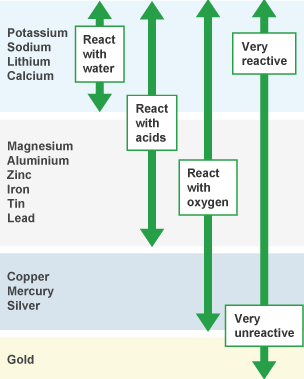 Potassium
Sodium
Lithium
Calcium
React
with
water
Very
reactive
React
with
acids
Magnesium
Aluminium
Zinc
Iron
Tin
Lead
React
with
oxygen
Copper
Mercury
Silver
Very
unreactive
Gold